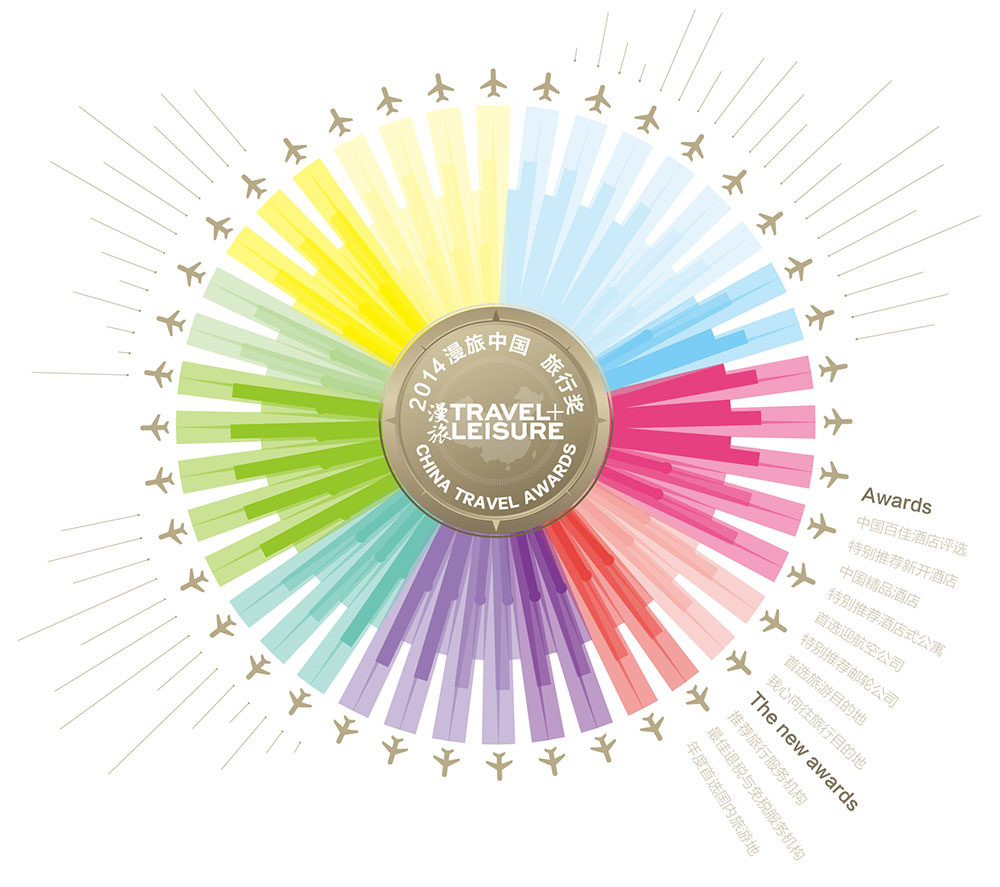 2014漫旅中国 旅行奖
漫旅
TRAVEL+
LEISURE
CHINA TRAVEL AWARDS
Awards
中国百佳酒店评选
特别推荐新开酒店
中国精品酒店
特别推荐酒店式公寓
首选迎航空公司
特别推荐邮轮公司
首选旅游目的地
我心向往旅行目的地
The new awards
推荐旅行服务机构
最佳退税与免税服务机构
年度首选国内旅游地